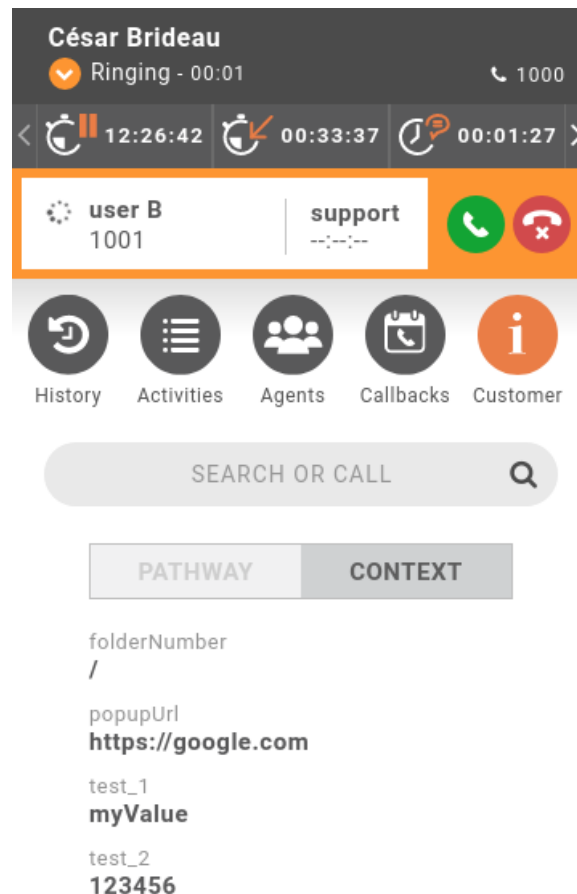 César Brideau
Ringing - 00:01
1000
12:26:42 00:33:37 00:01:27
user B support
1001 --:--:--
History Activities Agents Callbacks Customer
SEARCH OR CALL
PATHWAY CONTEXT
folderNumber
/
popupUrl
https://google.com
test_1
myValue
test_2
123456